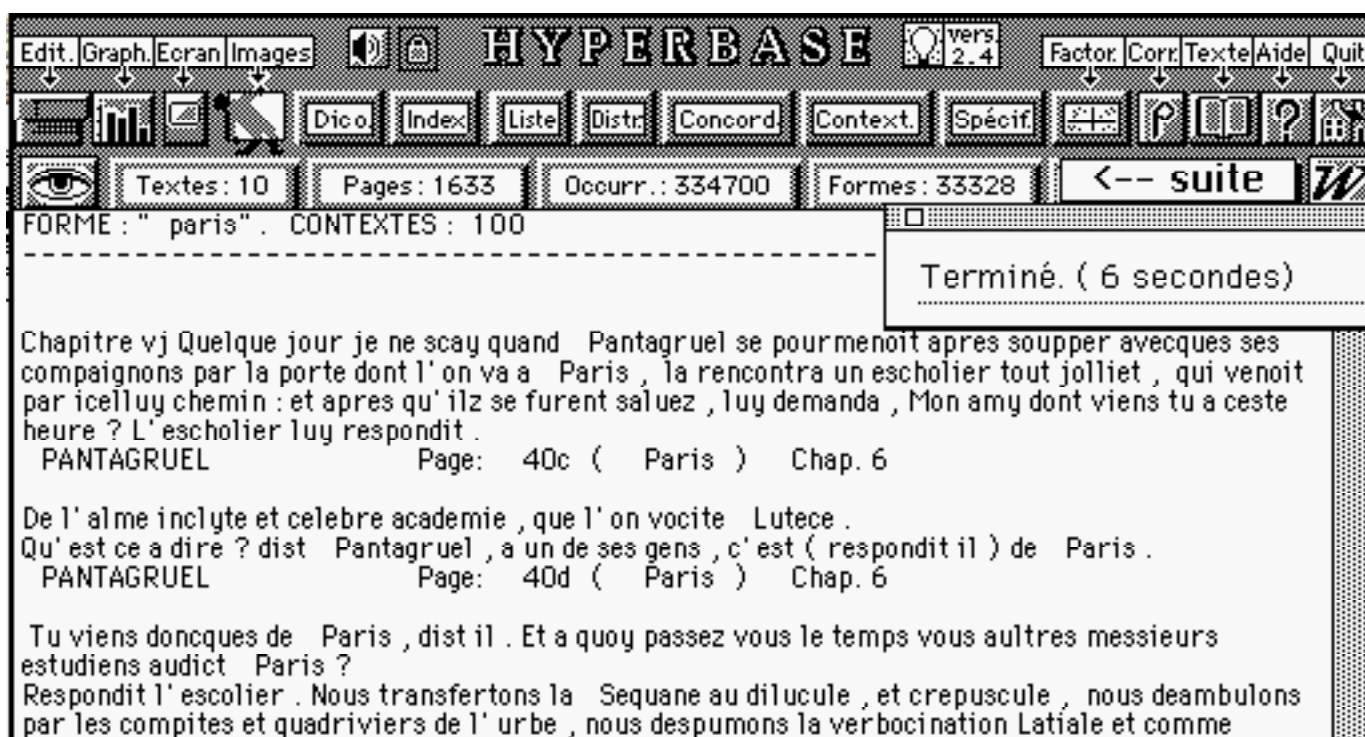 Edit. Graph. Ecran Images HYPERBASE vers 2.4 Factor. Corr. Texte Aide Quit
Dico. Index Liste Distr. Concord. Context. Spécif. ρ ?
Textes: 10 Pages: 1633 Occurr.: 334700 Formes: 33328 <-- suite W
FORME : " paris" . CONTEXTES : 100
Terminé. ( 6 secondes)
Chapitre vj Quelque jour je ne scay quand Pantagruel se pourmenoit apres soupper avecques ses
compaignons par la porte dont l' on va a Paris , la rencontra un escholier tout jolliet , qui venoit
par icelluy chemin : et apres qu' ilz se furent saluez , luy demanda , Mon amy dont viens tu a ceste
heure ? L' escholier luy respondit .
PANTAGRUEL Page: 40c ( Paris ) Chap. 6
De l' alme inclyte et celebre academie , que l' on vocite Lutece .
Qu' est ce a dire ? dist Pantagruel , a un de ses gens , c' est ( respondit il ) de Paris .
PANTAGRUEL Page: 40d ( Paris ) Chap. 6
Tu viens doncques de Paris , dist il . Et a quoy passez vous le temps vous aultres messieurs
estudiens audict Paris ?
Respondit l' escolier . Nous transfertons la Sequane au dilucule , et crepuscule , nous deambulons
par les compites et quadriviers de l' urbe , nous despumons la verbocination Latiale et comme